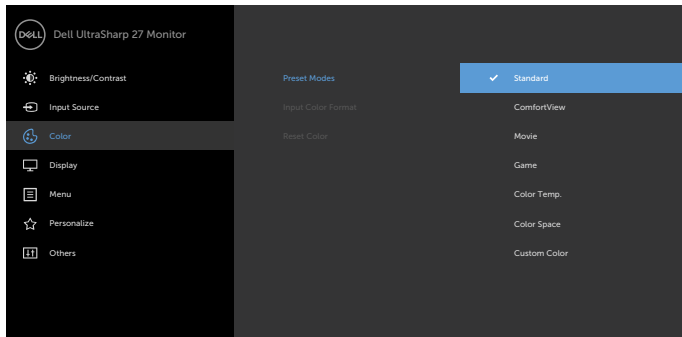 DELL Dell UltraSharp 27 Monitor
Brightness/Contrast
Input Source
Color
Display
Menu
Personalize
Others
Preset Modes
Input Color Format
Reset Color
Standard
ComfortView
Movie
Game
Color Temp.
Color Space
Custom Color